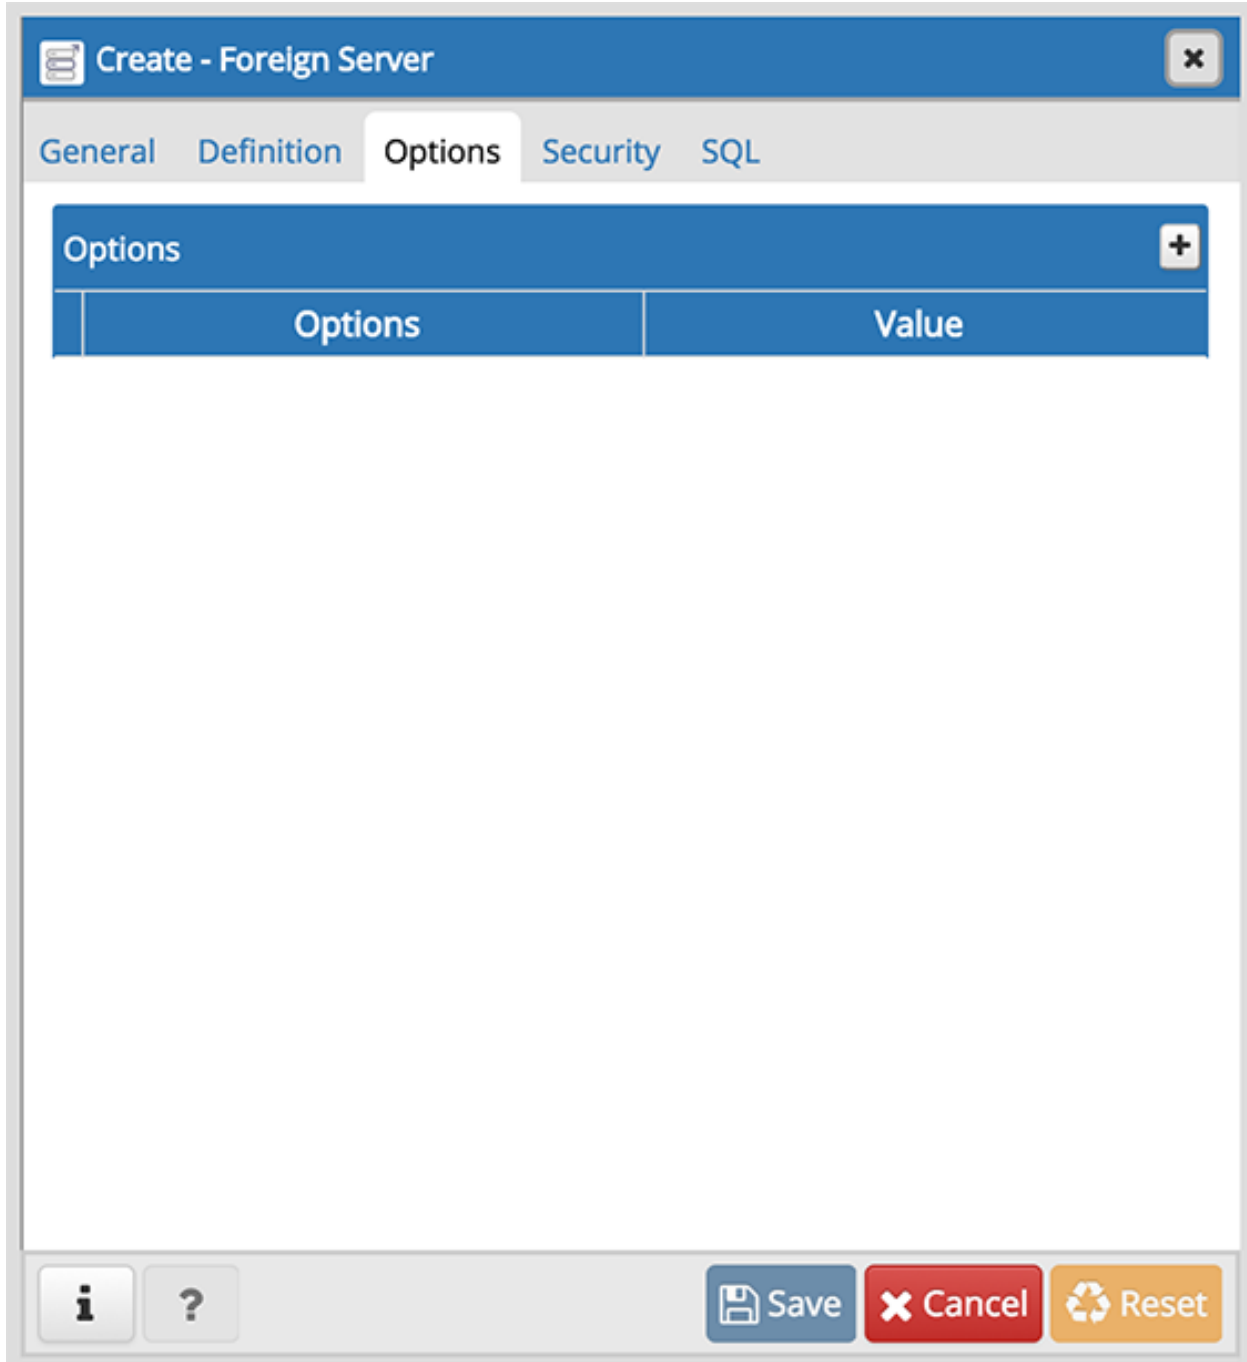 Create - Foreign Server
General Definition Options Security SQL
Options
Options Value
i ? Save Cancel Reset